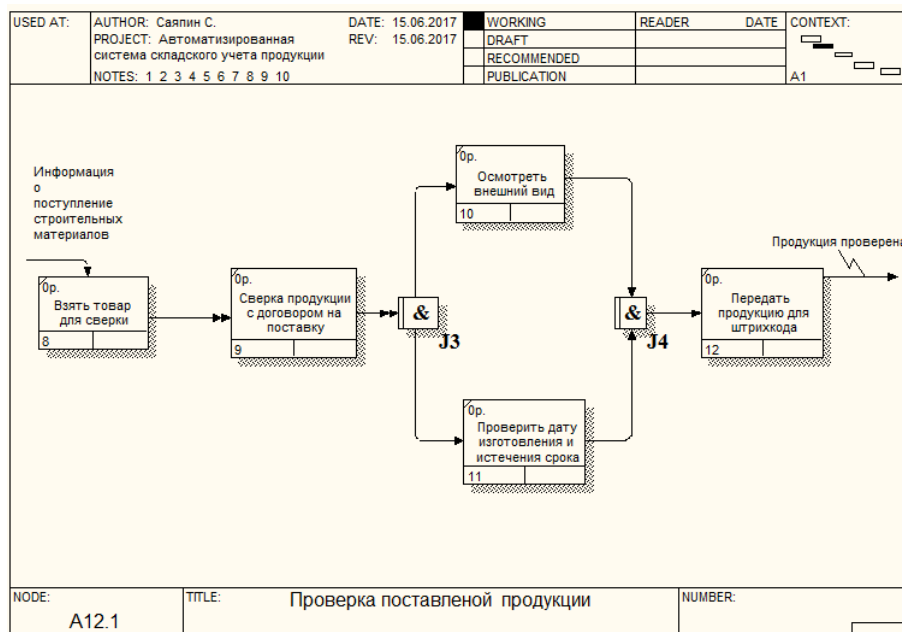 USED AT:
AUTHOR: Саяпин С.
DATE: 15.06.2017
PROJECT: Автоматизированная
REV: 15.06.2017
система складского учета продукции
NOTES: 1 2 3 4 5 6 7 8 9 10
WORKING
DRAFT
RECOMMENDED
PUBLICATION
READER
DATE
CONTEXT:
A1
Информация
о
поступление
строительных
материалов
0р.
Взять товар
для сверки
8
0р.
Сверка продукции
с договором на
поставку
9
&
J3
0р.
Осмотреть
внешний вид
10
0р.
Проверить дату
изготовления и
истечения срока
11
&
J4
0р.
Передать
продукцию для
штрихкода
12
Продукция проверена
NODE:
A12.1
TITLE:
Проверка поставленой продукции
NUMBER: